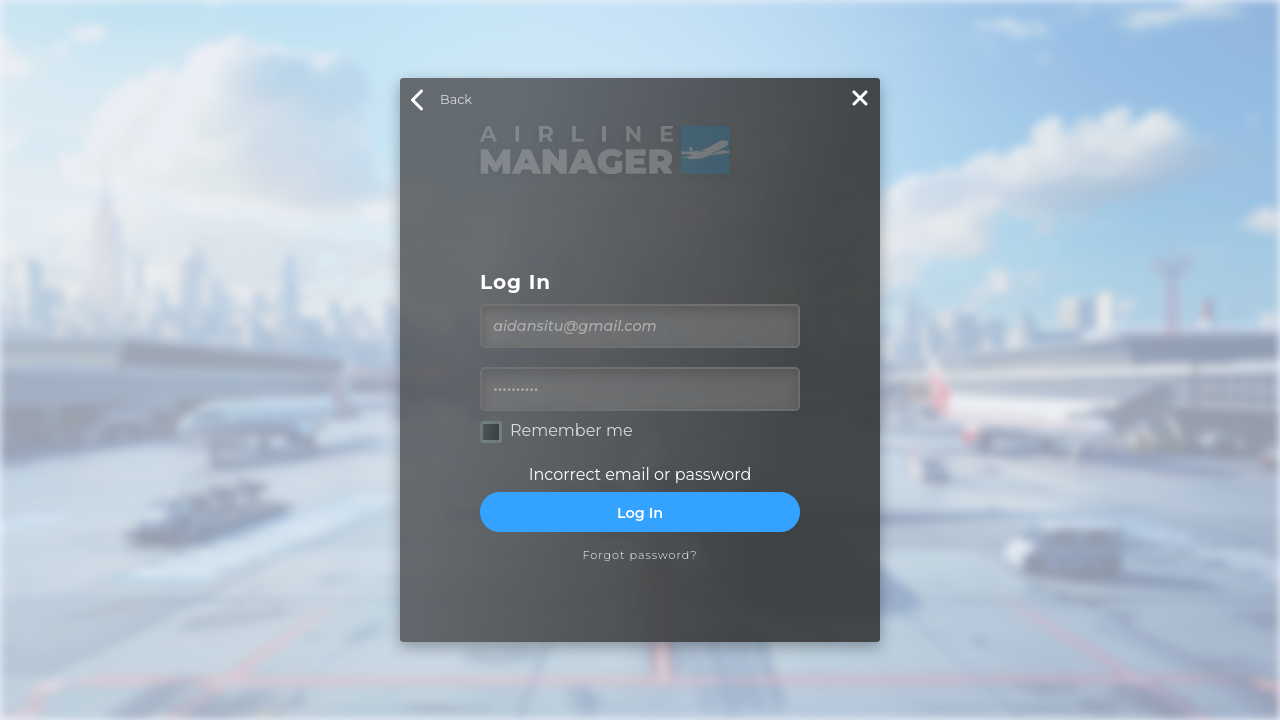 Back
AIRLINE
MANAGER
Log In
aidansitu@gmail.com
••••••••••
Remember me
Incorrect email or password
Log In
Forgot password?